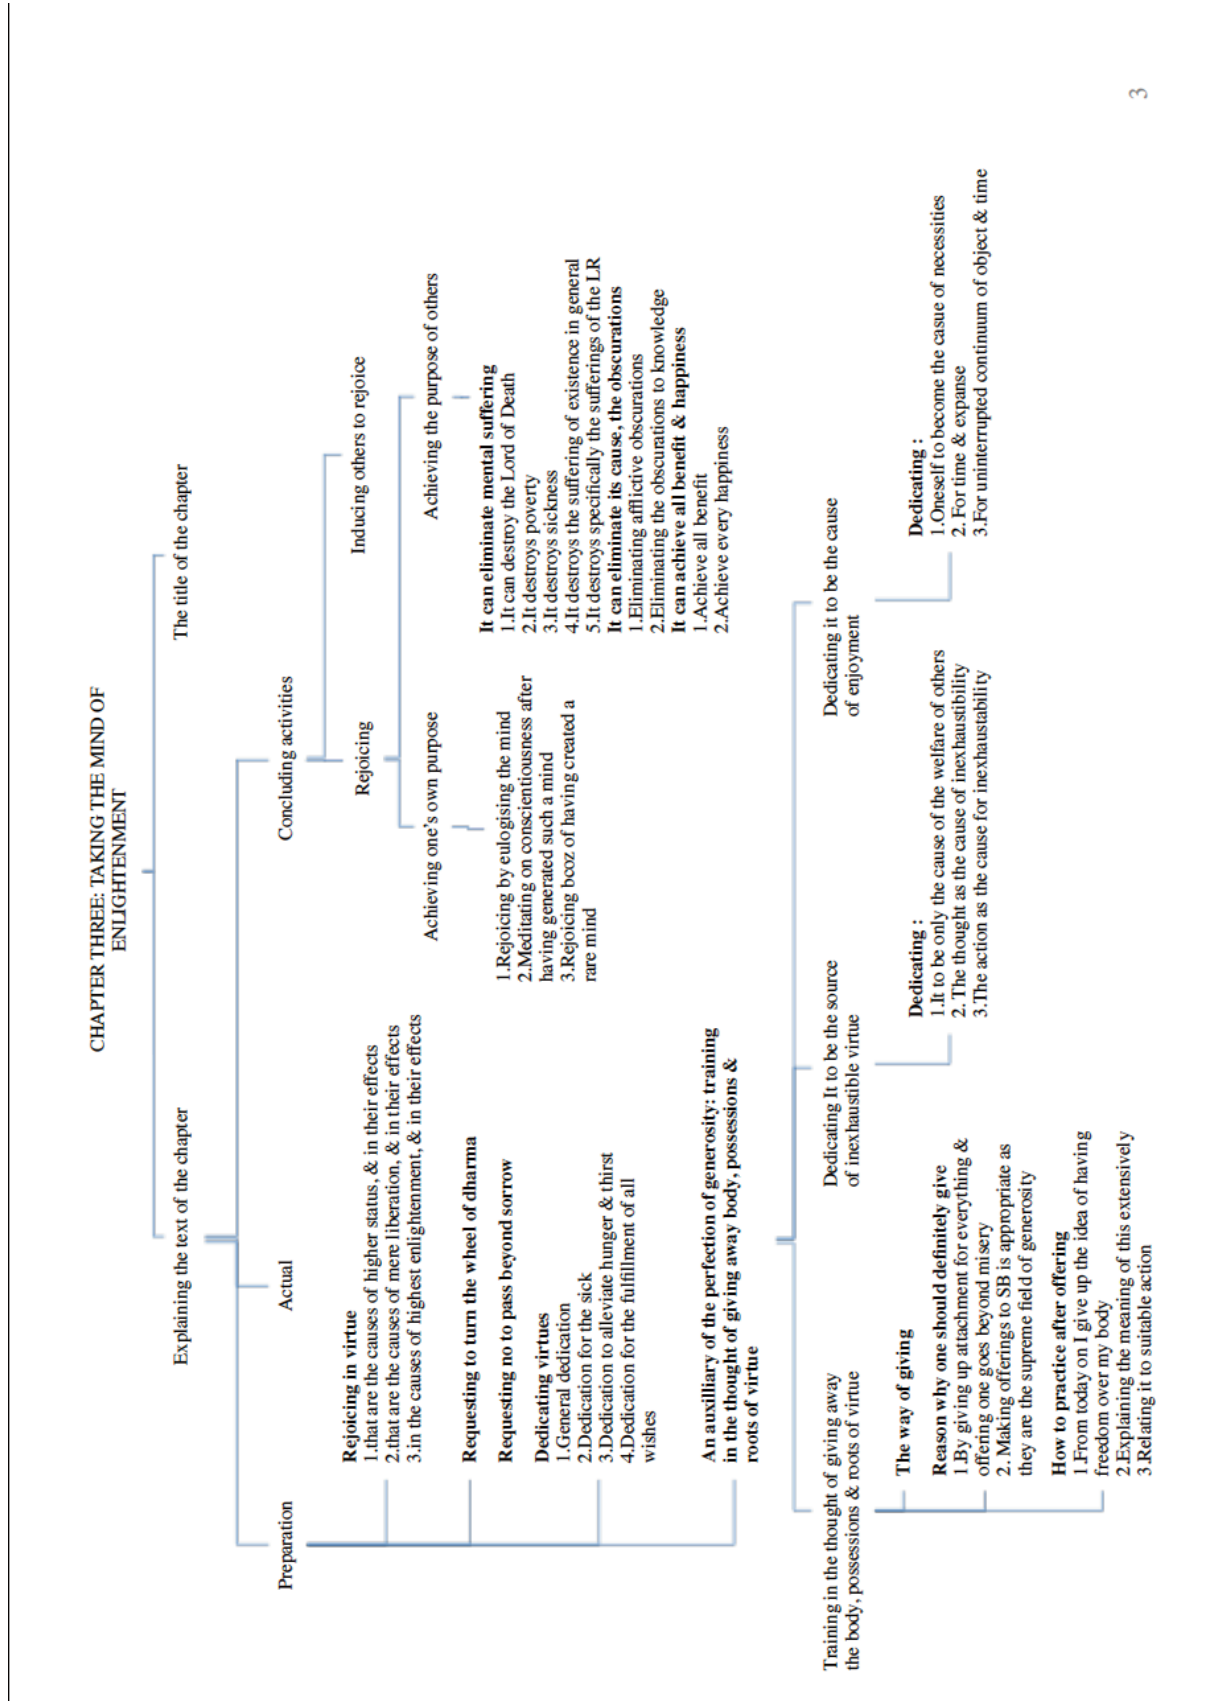 CHAPTER THREE: TAKING THE MIND OF
ENLIGHTENMENT
Explaining the text of the chapter
The title of the chapter
Preparation
Actual
Concluding activities
Rejoicing in virtue
1.that are the causes of higher status, & in their effects
2.that are the causes of mere liberation, & in their effects
3.in the causes of highest enlightenment, & in their effects
Requesting to turn the wheel of dharma
Requesting no to pass beyond sorrow
Dedicating virtues
1.General dedication
2.Dedication for the sick
3.Dedication to alleviate hunger & thirst
4.Dedication for the fulfillment of all
wishes
An auxilliary of the perfection of generosity: training
in the thought of giving away body, possessions &
roots of virtue
Rejoicing
Inducing others to rejoice
Achieving one's own purpose
Achieving the purpose of others
1.Rejoicing by eulogising the mind
2.Meditating on conscientiousness after
having generated such a mind
3.Rejoicing bcoz of having created a
rare mind
It can eliminate mental suffering
1.It can destroy the Lord of Death
2.It destroys poverty
3.It destroys sickness
4.It destroys the suffering of existence in general
5.It destroys specifically the sufferings of the LR
It can eliminate its cause, the obscurations
1.Eliminating afflictive obscurations
2.Eliminating the obscurations to knowledge
It can achieve all benefit & happiness
1.Achieve all benefit
2.Achieve every happiness
Training in the thought of giving away
the body, possessions & roots of virtue
Dedicating It to be the source
of inexhaustible virtue
Dedicating it to be the cause
of enjoyment
The way of giving
Reason why one should definitely give
1.By giving up attachment for everything &
offering one goes beyond misery
2. Making offerings to SB is appropriate as
they are the supreme field of generosity
How to practice after offering
1.From today on I give up the idea of having
freedom over my body
2.Explaining the meaning of this extensively
3.Relating it to suitable action
Dedicating :
1.It to be only the cause of the welfare of others
2. The thought as the cause of inexhaustibility
3.The action as the cause for inexhaustability
Dedicating :
1.Oneself to become the casue of necessities
2. For time & expanse
3.For uninterrupted continuum of object & time
3